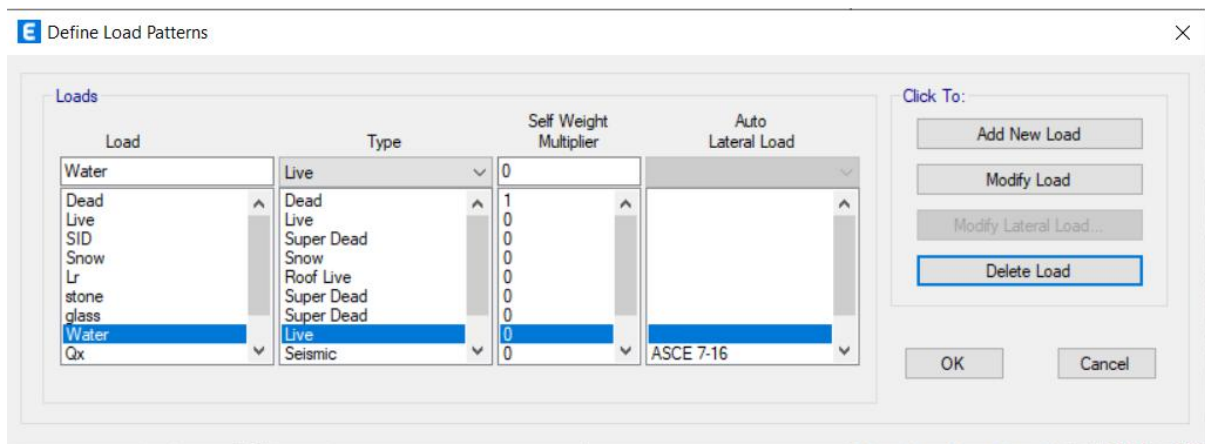 E Define Load Patterns
Loads
Click To:
Load Type Self Weight Multiplier Auto Lateral Load
Water Live 0
Dead Dead 1
Live Live 0
SID Super Dead 0
Snow Snow 0
Lr Roof Live 0
stone Super Dead 0
glass Super Dead 0
Water Live 0
Qx Seismic 0 ASCE 7-16
Add New Load
Modify Load
Modify Lateral Load...
Delete Load
OK Cancel